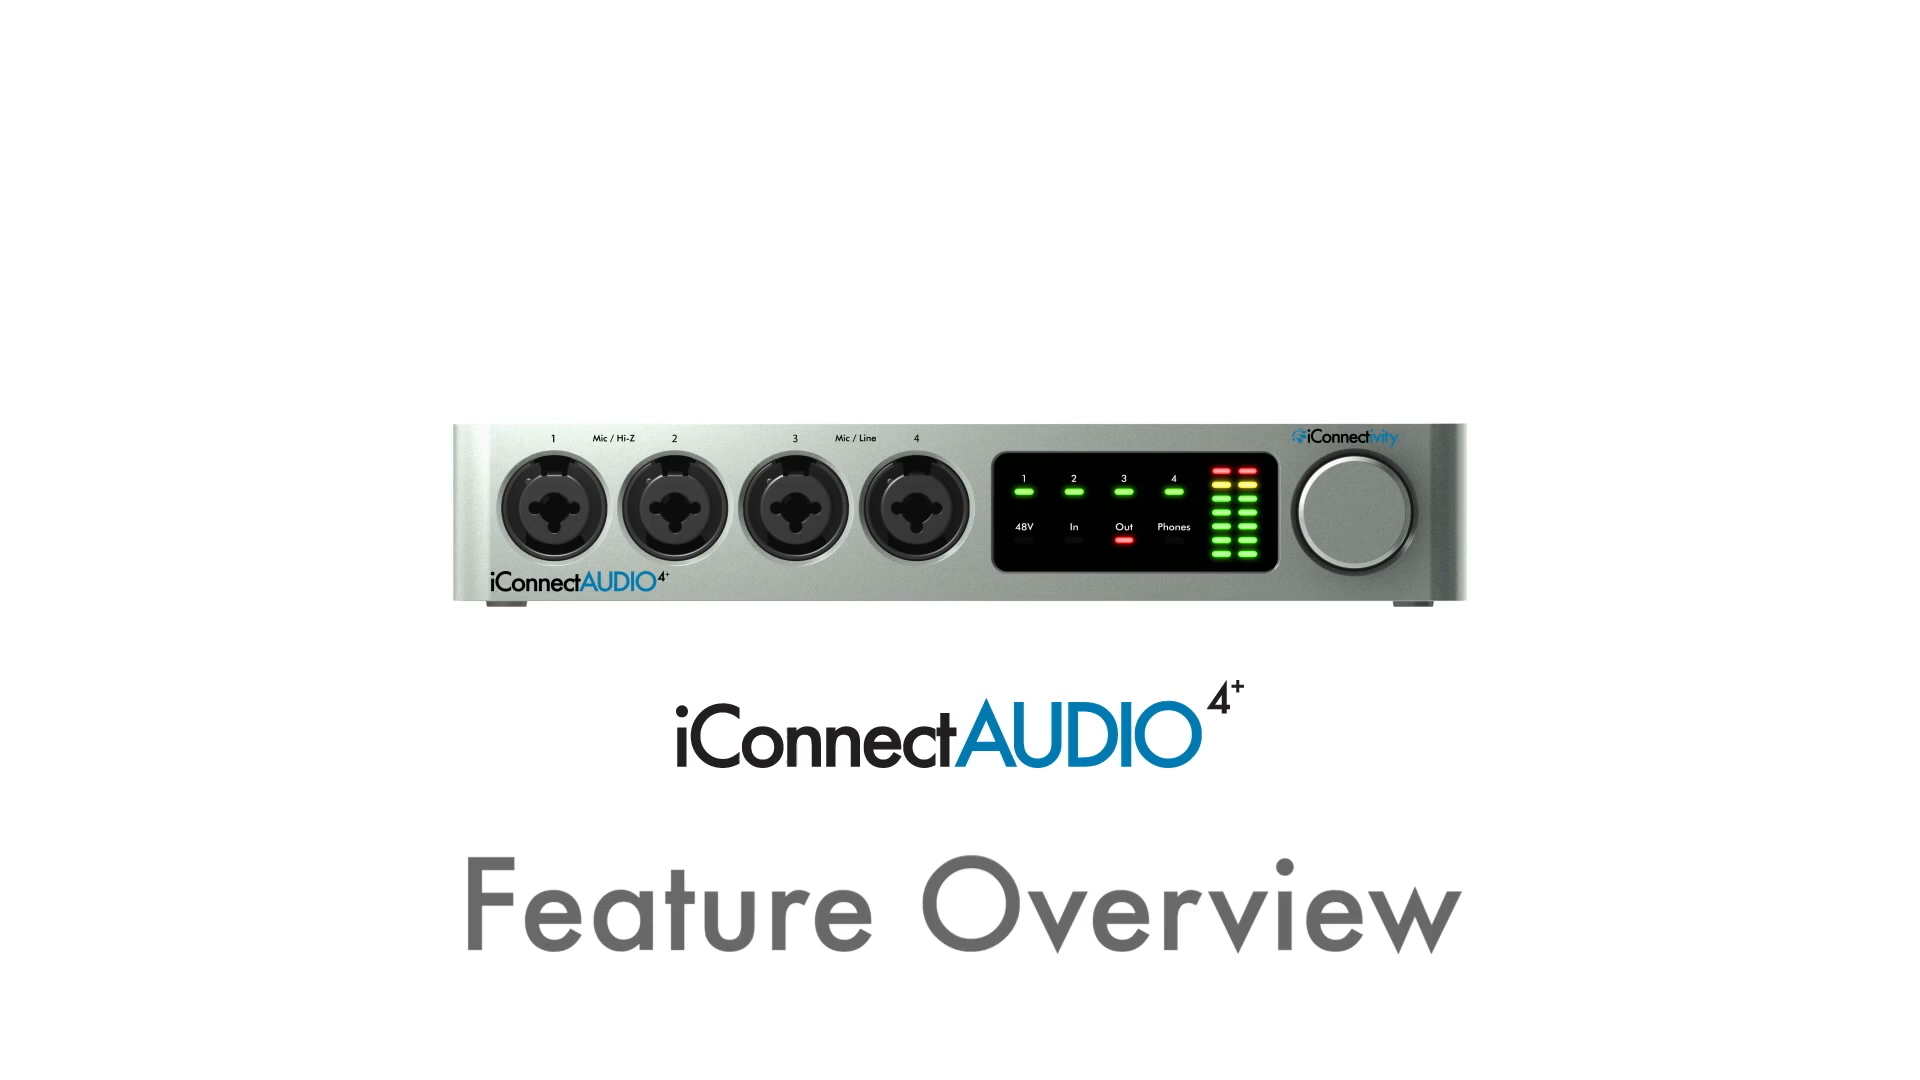 1 Mic / Hi-Z 2 3 Mic / Line 4
iConnectivity
1 2 3 4
48V In Out Phones
iConnectAUDIO4+
iConnectAUDIO4+
Feature Overview